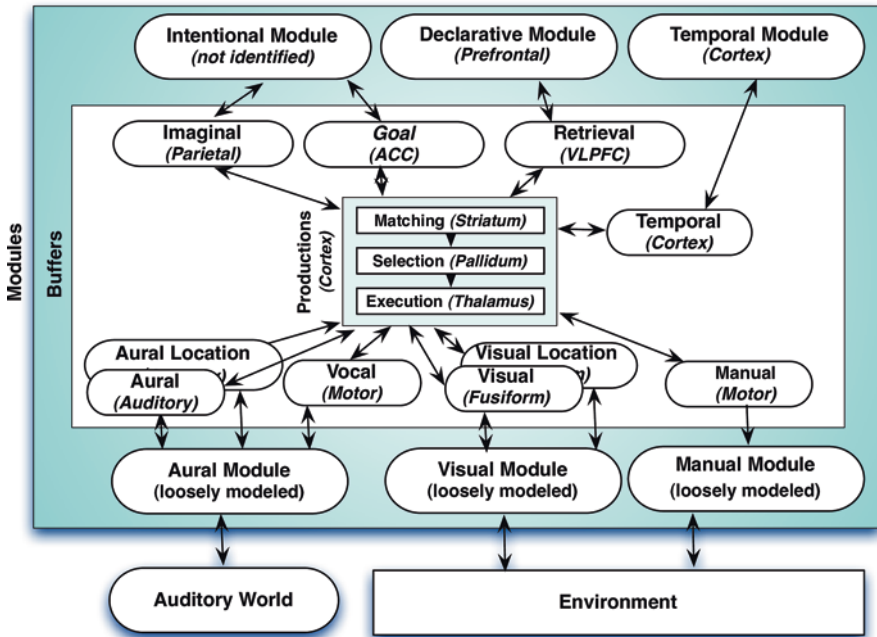 Intentional Module
(not identified)
Declarative Module
(Prefrontal)
Temporal Module
(Cortex)
Imaginal
(Parietal)
Goal
(ACC)
Retrieval
(VLPFC)
Modules
Buffers
Productions
(Cortex)
Matching (Striatum)
Selection (Pallidum)
Execution (Thalamus)
Temporal
(Cortex)
Aural Location
Aural
(Auditory)
Vocal
(Motor)
Visual Location
Visual
(Fusiform)
Manual
(Motor)
Aural Module
(loosely modeled)
Visual Module
(loosely modeled)
Manual Module
(loosely modeled)
Auditory World
Environment